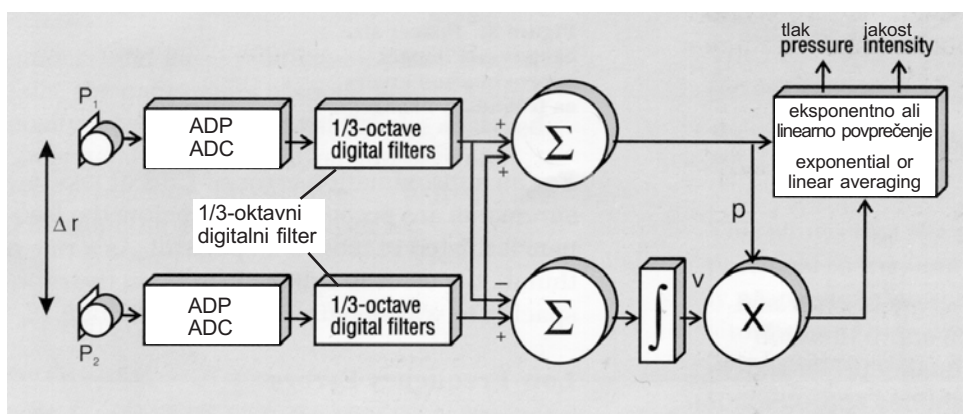 tlak jakost
pressure intensity
P1
ADP
ADC
1/3-octave
digital filters
+
+
Σ
eksponentno ali
linearno povprečenje
exponential or
linear averaging
Δ r
1/3-oktavni
digitalni filter
p
P2
ADP
ADC
1/3-octave
digital filters
−
+
Σ
∫
v
X